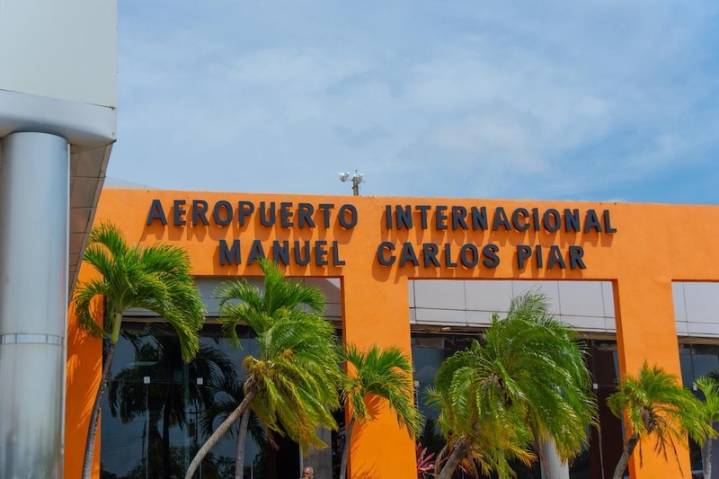 AEROPUERTO INTERNACIONAL
MANUEL CARLOS PIAR